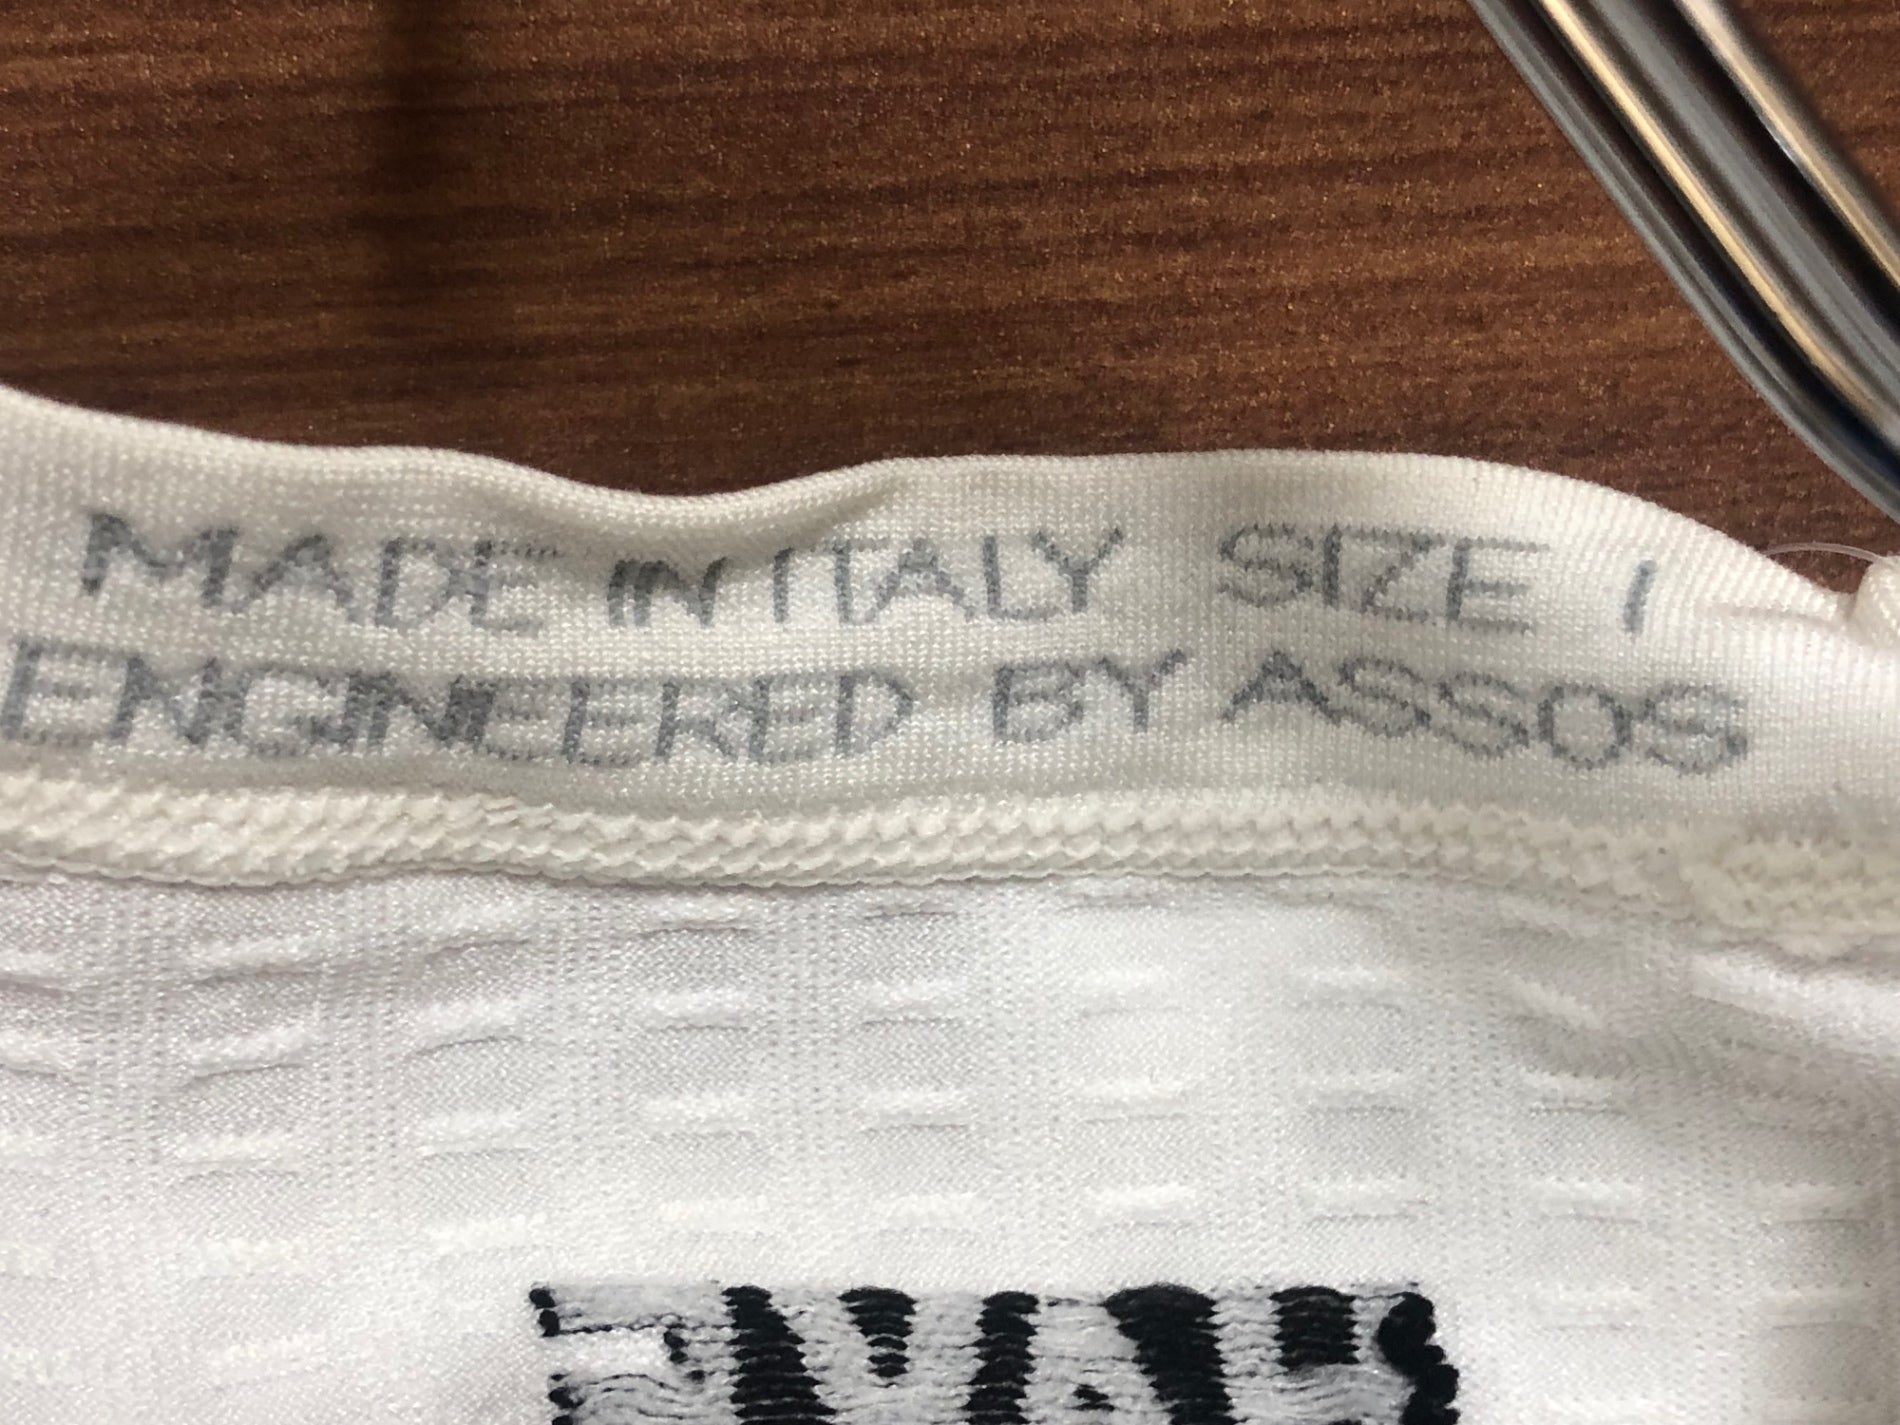 MADE IN ITALY SIZE I
ENGINEERED BY ASSOS